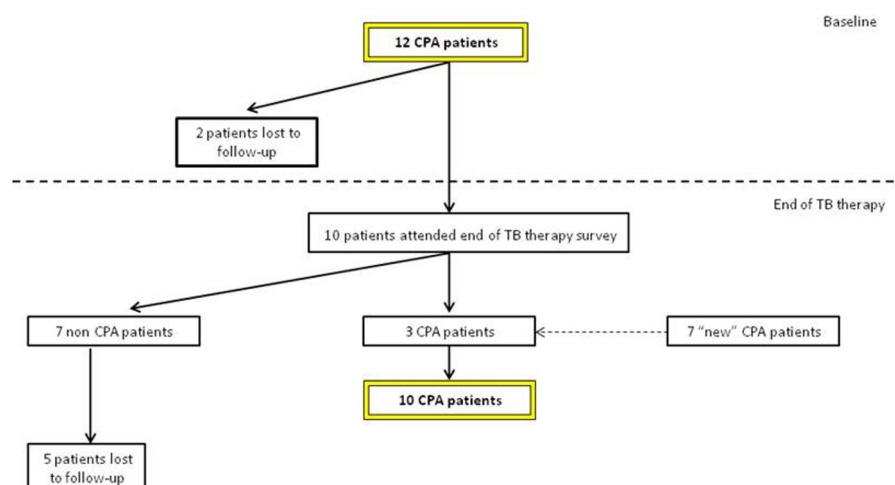 Baseline
12 CPA patients
2 patients lost to
follow-up
End of TB therapy
10 patients attended end of TB therapy survey
7 non CPA patients
3 CPA patients
7 "new" CPA patients
10 CPA patients
5 patients lost
to follow-up